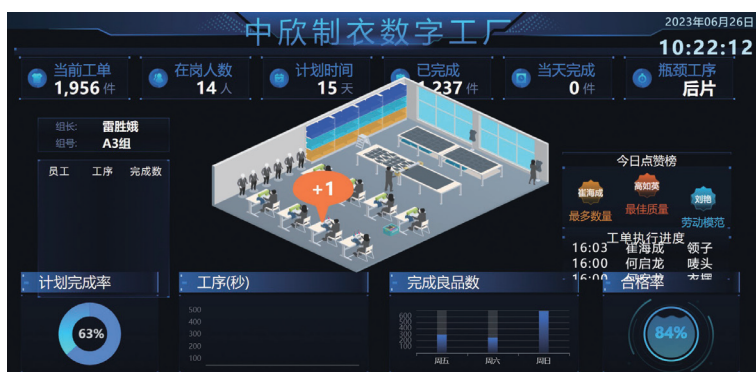 中欣制衣数字工厂
2023年06月26日
10:22:12
当前工单
1,956 件
在岗人数
14 人
计划时间
15 天
已完成
1,237 件
当天完成
0 件
瓶颈工序
后片
组长: 雷胜娥
组号: A3组
员工 工序 完成数
+1
今日点赞榜
崔海成
最多数量
高如英
最佳质量
刘艳
劳动模范
工单执行进度
16:03 崔海成 领子
16:00 何启龙 唛头
16:00
计划完成率
63%
工序(秒)
500
400
300
200
100
完成良品数
600
500
400
300
200
100
周五 周六 周日
合格率
84%